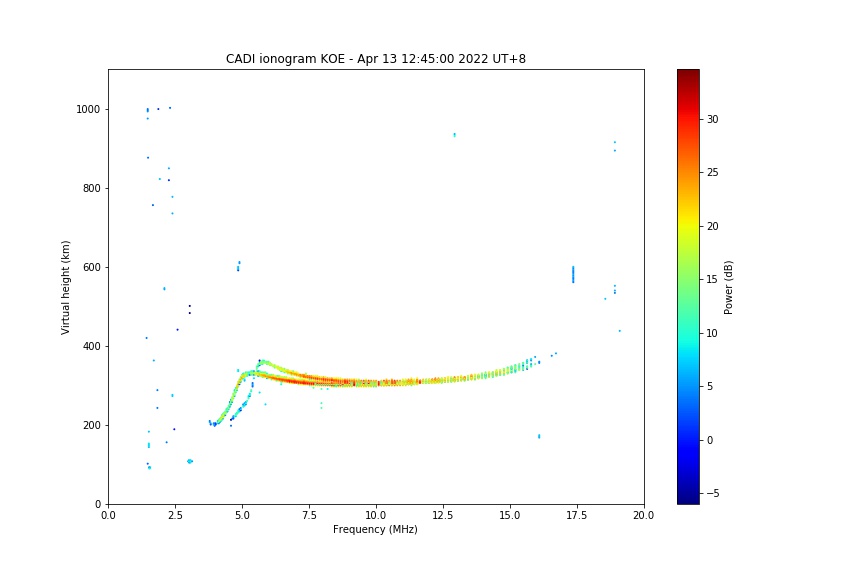 CADI ionogram KOE - Apr 13 12:45:00 2022 UT+8
1000
800
600
400
200
0
Virtual height (km)
0.0 2.5 5.0 7.5 10.0 12.5 15.0 17.5 20.0
Frequency (MHz)
30
25
20
15
10
5
0
−5
Power (dB)